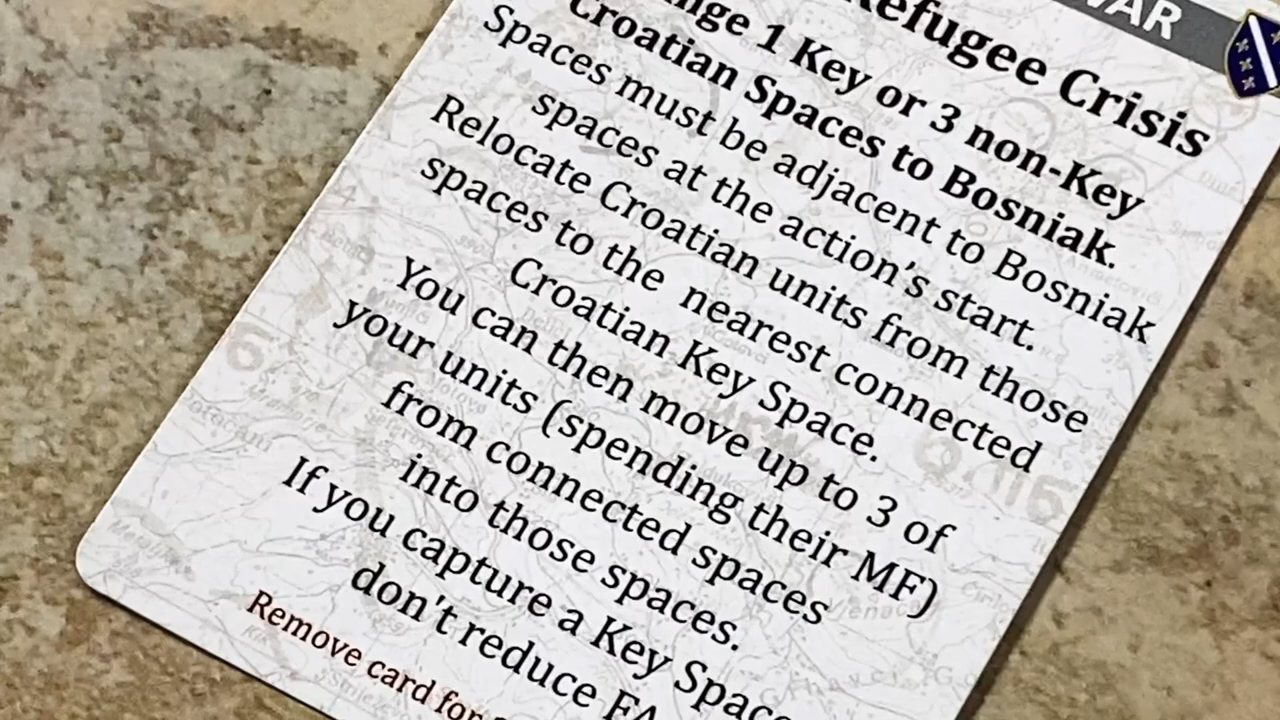 WAR
Refugee Crisis
1 Key or 3 non-Key
Croatian Spaces to Bosniak.
Spaces must be adjacent to Bosniak
spaces at the action's start.
Relocate Croatian units from those
spaces to the nearest connected
Croatian Key Space.
You can then move up to 3 of
your units (spending their MF)
from connected spaces
into those spaces.
If you capture a Key Space
don't reduce
Remove card for